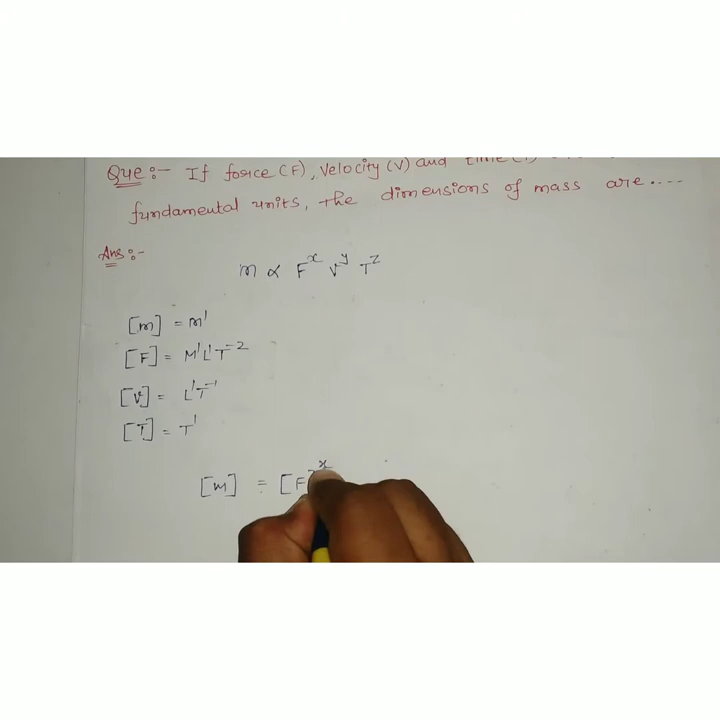 Que :- If force (F), Velocity (V) and time
fundamental units, the dimensions of mass are....
Ans :-
m ∝ F^x V^y T^z
[m] = M^1
[F] = M^1 L^1 T^-2
[V] = L^1 T^-1
[T] = T^1
[m] = [F]^x